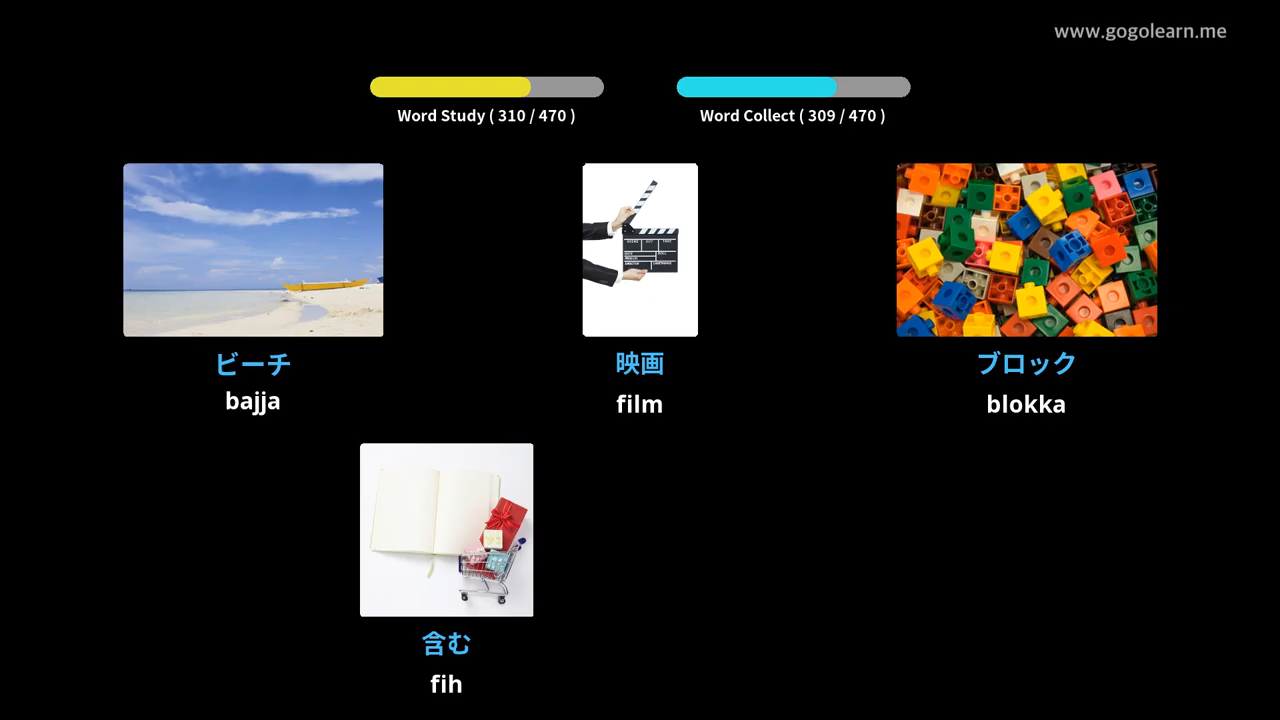 www.gogolearn.me
Word Study ( 310 / 470 )
Word Collect ( 309 / 470 )
ビーチ
bajja
映画
film
ブロック
blokka
含む
fih